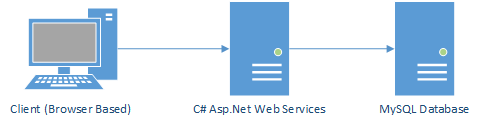 Client (Browser Based)
C# Asp.Net Web Services
MySQL Database